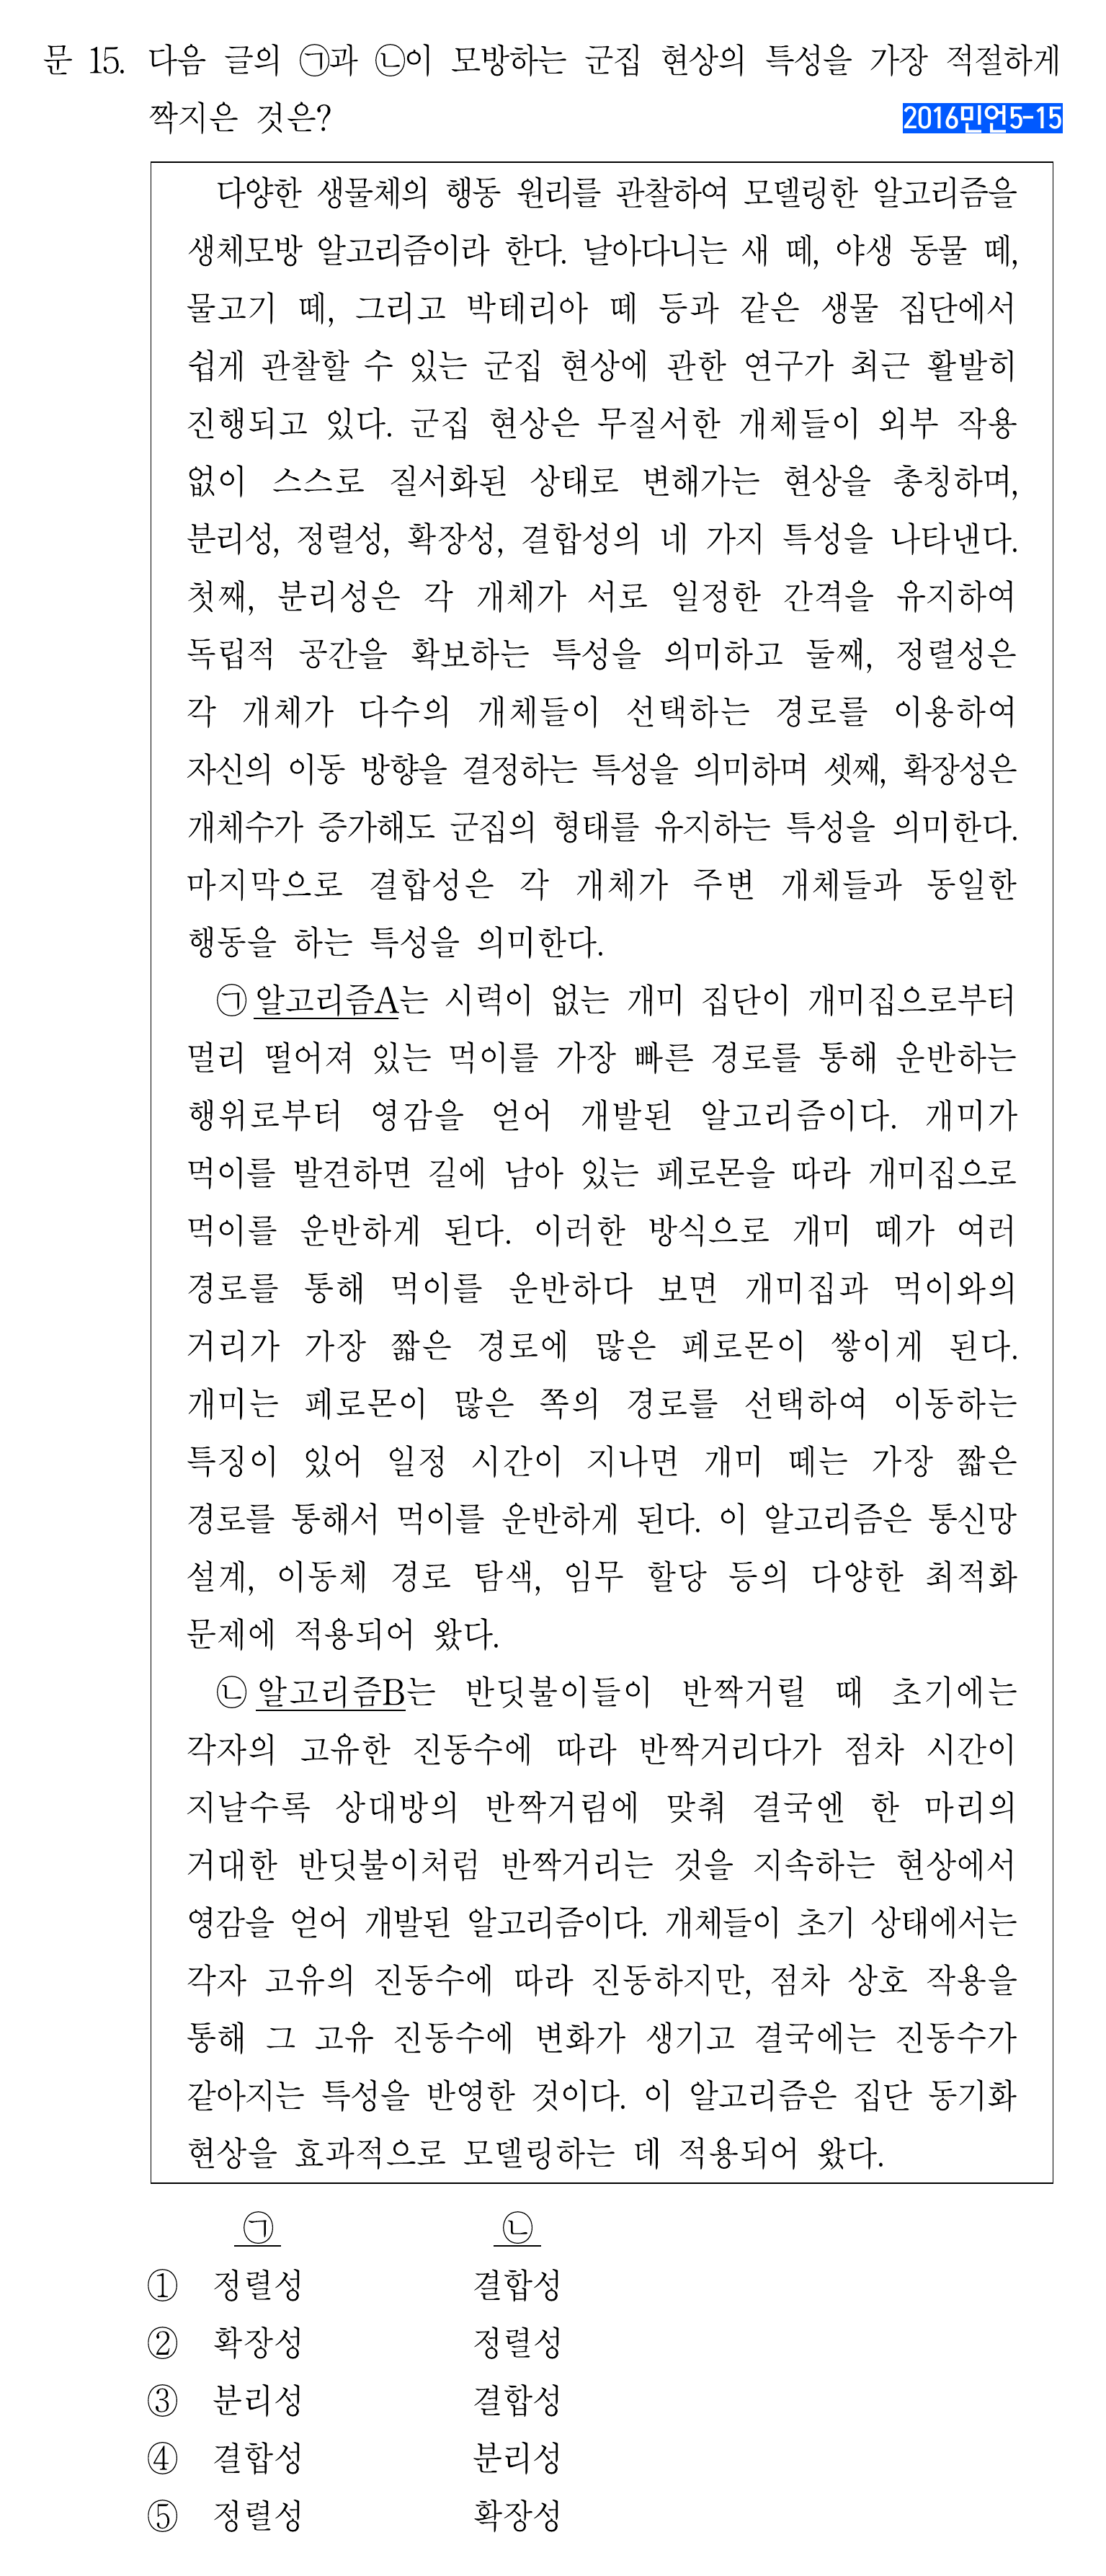 문 15. 다음 글의 ㉠과 ㉡이 모방하는 군집 현상의 특성을 가장 적절하게
짝지은 것은?
2016민언5-15
다양한 생물체의 행동 원리를 관찰하여 모델링한 알고리즘을
생체모방 알고리즘이라 한다. 날아다니는 새 떼, 야생 동물 떼,
물고기 떼, 그리고 박테리아 떼 등과 같은 생물 집단에서
쉽게 관찰할 수 있는 군집 현상에 관한 연구가 최근 활발히
진행되고 있다. 군집 현상은 무질서한 개체들이 외부 작용
없이 스스로 질서화된 상태로 변해가는 현상을 총칭하며,
분리성, 정렬성, 확장성, 결합성의 네 가지 특성을 나타낸다.
첫째, 분리성은 각 개체가 서로 일정한 간격을 유지하여
독립적 공간을 확보하는 특성을 의미하고 둘째, 정렬성은
각 개체가 다수의 개체들이 선택하는 경로를 이용하여
자신의 이동 방향을 결정하는 특성을 의미하며 셋째, 확장성은
개체수가 증가해도 군집의 형태를 유지하는 특성을 의미한다.
마지막으로 결합성은 각 개체가 주변 개체들과 동일한
행동을 하는 특성을 의미한다.
㉠ 알고리즘A는 시력이 없는 개미 집단이 개미집으로부터
멀리 떨어져 있는 먹이를 가장 빠른 경로를 통해 운반하는
행위로부터 영감을 얻어 개발된 알고리즘이다. 개미가
먹이를 발견하면 길에 남아 있는 페로몬을 따라 개미집으로
먹이를 운반하게 된다. 이러한 방식으로 개미 떼가 여러
경로를 통해 먹이를 운반하다 보면 개미집과 먹이와의
거리가 가장 짧은 경로에 많은 페로몬이 쌓이게 된다.
개미는 페로몬이 많은 쪽의 경로를 선택하여 이동하는
특징이 있어 일정 시간이 지나면 개미 떼는 가장 짧은
경로를 통해서 먹이를 운반하게 된다. 이 알고리즘은 통신망
설계, 이동체 경로 탐색, 임무 할당 등의 다양한 최적화
문제에 적용되어 왔다.
㉡ 알고리즘B는 반딧불이들이 반짝거릴 때 초기에는
각자의 고유한 진동수에 따라 반짝거리다가 점차 시간이
지날수록 상대방의 반짝거림에 맞춰 결국엔 한 마리의
거대한 반딧불이처럼 반짝거리는 것을 지속하는 현상에서
영감을 얻어 개발된 알고리즘이다. 개체들이 초기 상태에서는
각자 고유의 진동수에 따라 진동하지만, 점차 상호 작용을
통해 그 고유 진동수에 변화가 생기고 결국에는 진동수가
같아지는 특성을 반영한 것이다. 이 알고리즘은 집단 동기화
현상을 효과적으로 모델링하는 데 적용되어 왔다.
㉠ ㉡
① 정렬성 결합성
② 확장성 정렬성
③ 분리성 결합성
④ 결합성 분리성
⑤ 정렬성 확장성